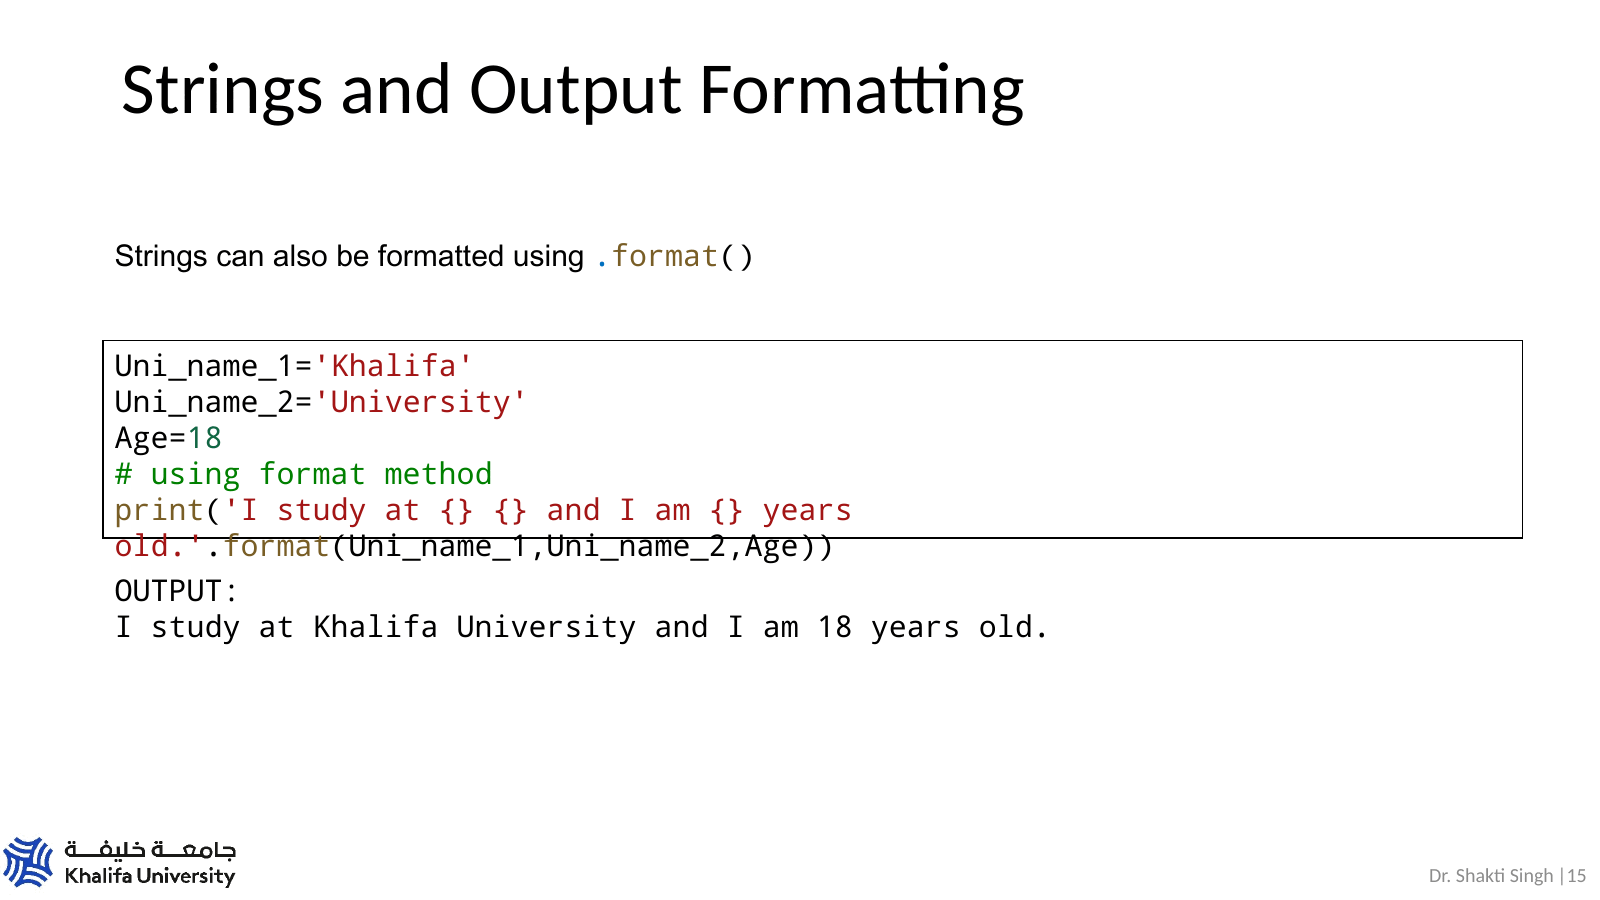 Strings and Output Formatting
Strings can also be formatted using .format()
Uni_name_1='Khalifa'
Uni_name_2='University'
Age=18
# using format method
print('I study at {} {} and I am {} years
old.'.format(Uni_name_1,Uni_name_2,Age))
OUTPUT:
I study at Khalifa University and I am 18 years old.
جامعة خليفة
Khalifa University
Dr. Shakti Singh |15